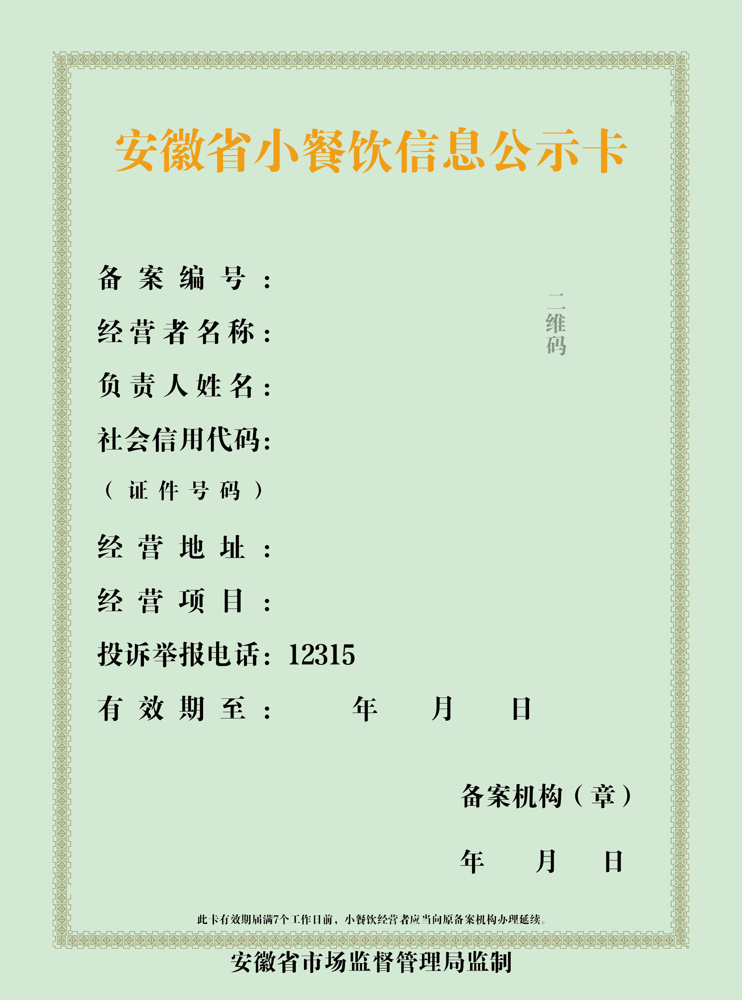 安徽省小餐饮信息公示卡
备案编号：
二维码
经营者名称：
负责人姓名：
社会信用代码：
（证件号码）
经营地址：
经营项目：
投诉举报电话：12315
有效期至： 年 月 日
备案机构（章）
年 月 日
此卡有效期届满7个工作日前，小餐饮经营者应当向原备案机构办理延续。
安徽省市场监督管理局监制